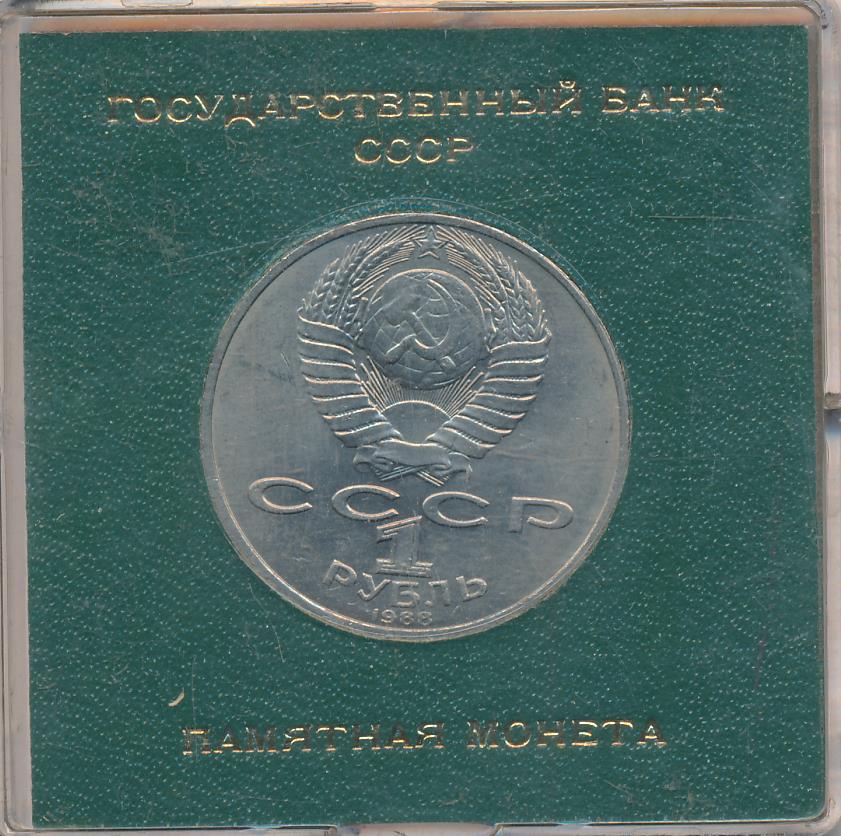 ГОСУДАРСТВЕННЫЙ БАНК
СССР
СССР
1
РУБЛЬ
1988
ПАМЯТНАЯ МОНЕТА